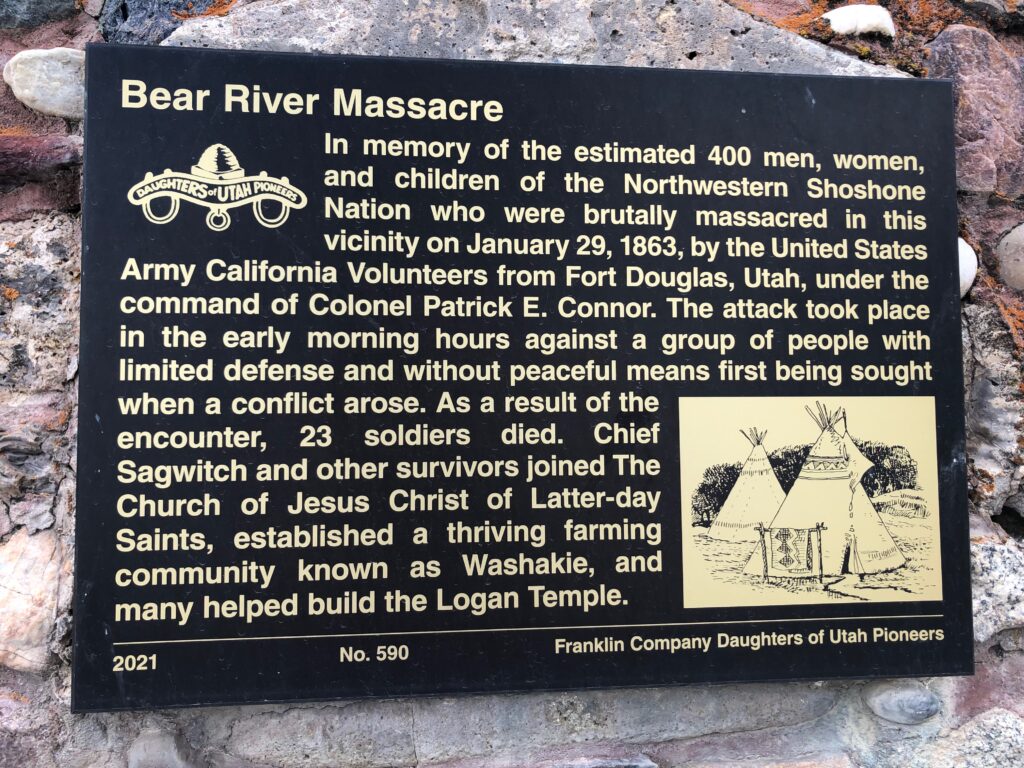 Bear River Massacre
DAUGHTERS of UTAH PIONEERS
In memory of the estimated 400 men, women,
and children of the Northwestern Shoshone
Nation who were brutally massacred in this
vicinity on January 29, 1863, by the United States
Army California Volunteers from Fort Douglas, Utah, under the
command of Colonel Patrick E. Connor. The attack took place
in the early morning hours against a group of people with
limited defense and without peaceful means first being sought
when a conflict arose. As a result of the
encounter, 23 soldiers died. Chief
Sagwitch and other survivors joined The
Church of Jesus Christ of Latter-day
Saints, established a thriving farming
community known as Washakie, and
many helped build the Logan Temple.
2021 No. 590 Franklin Company Daughters of Utah Pioneers